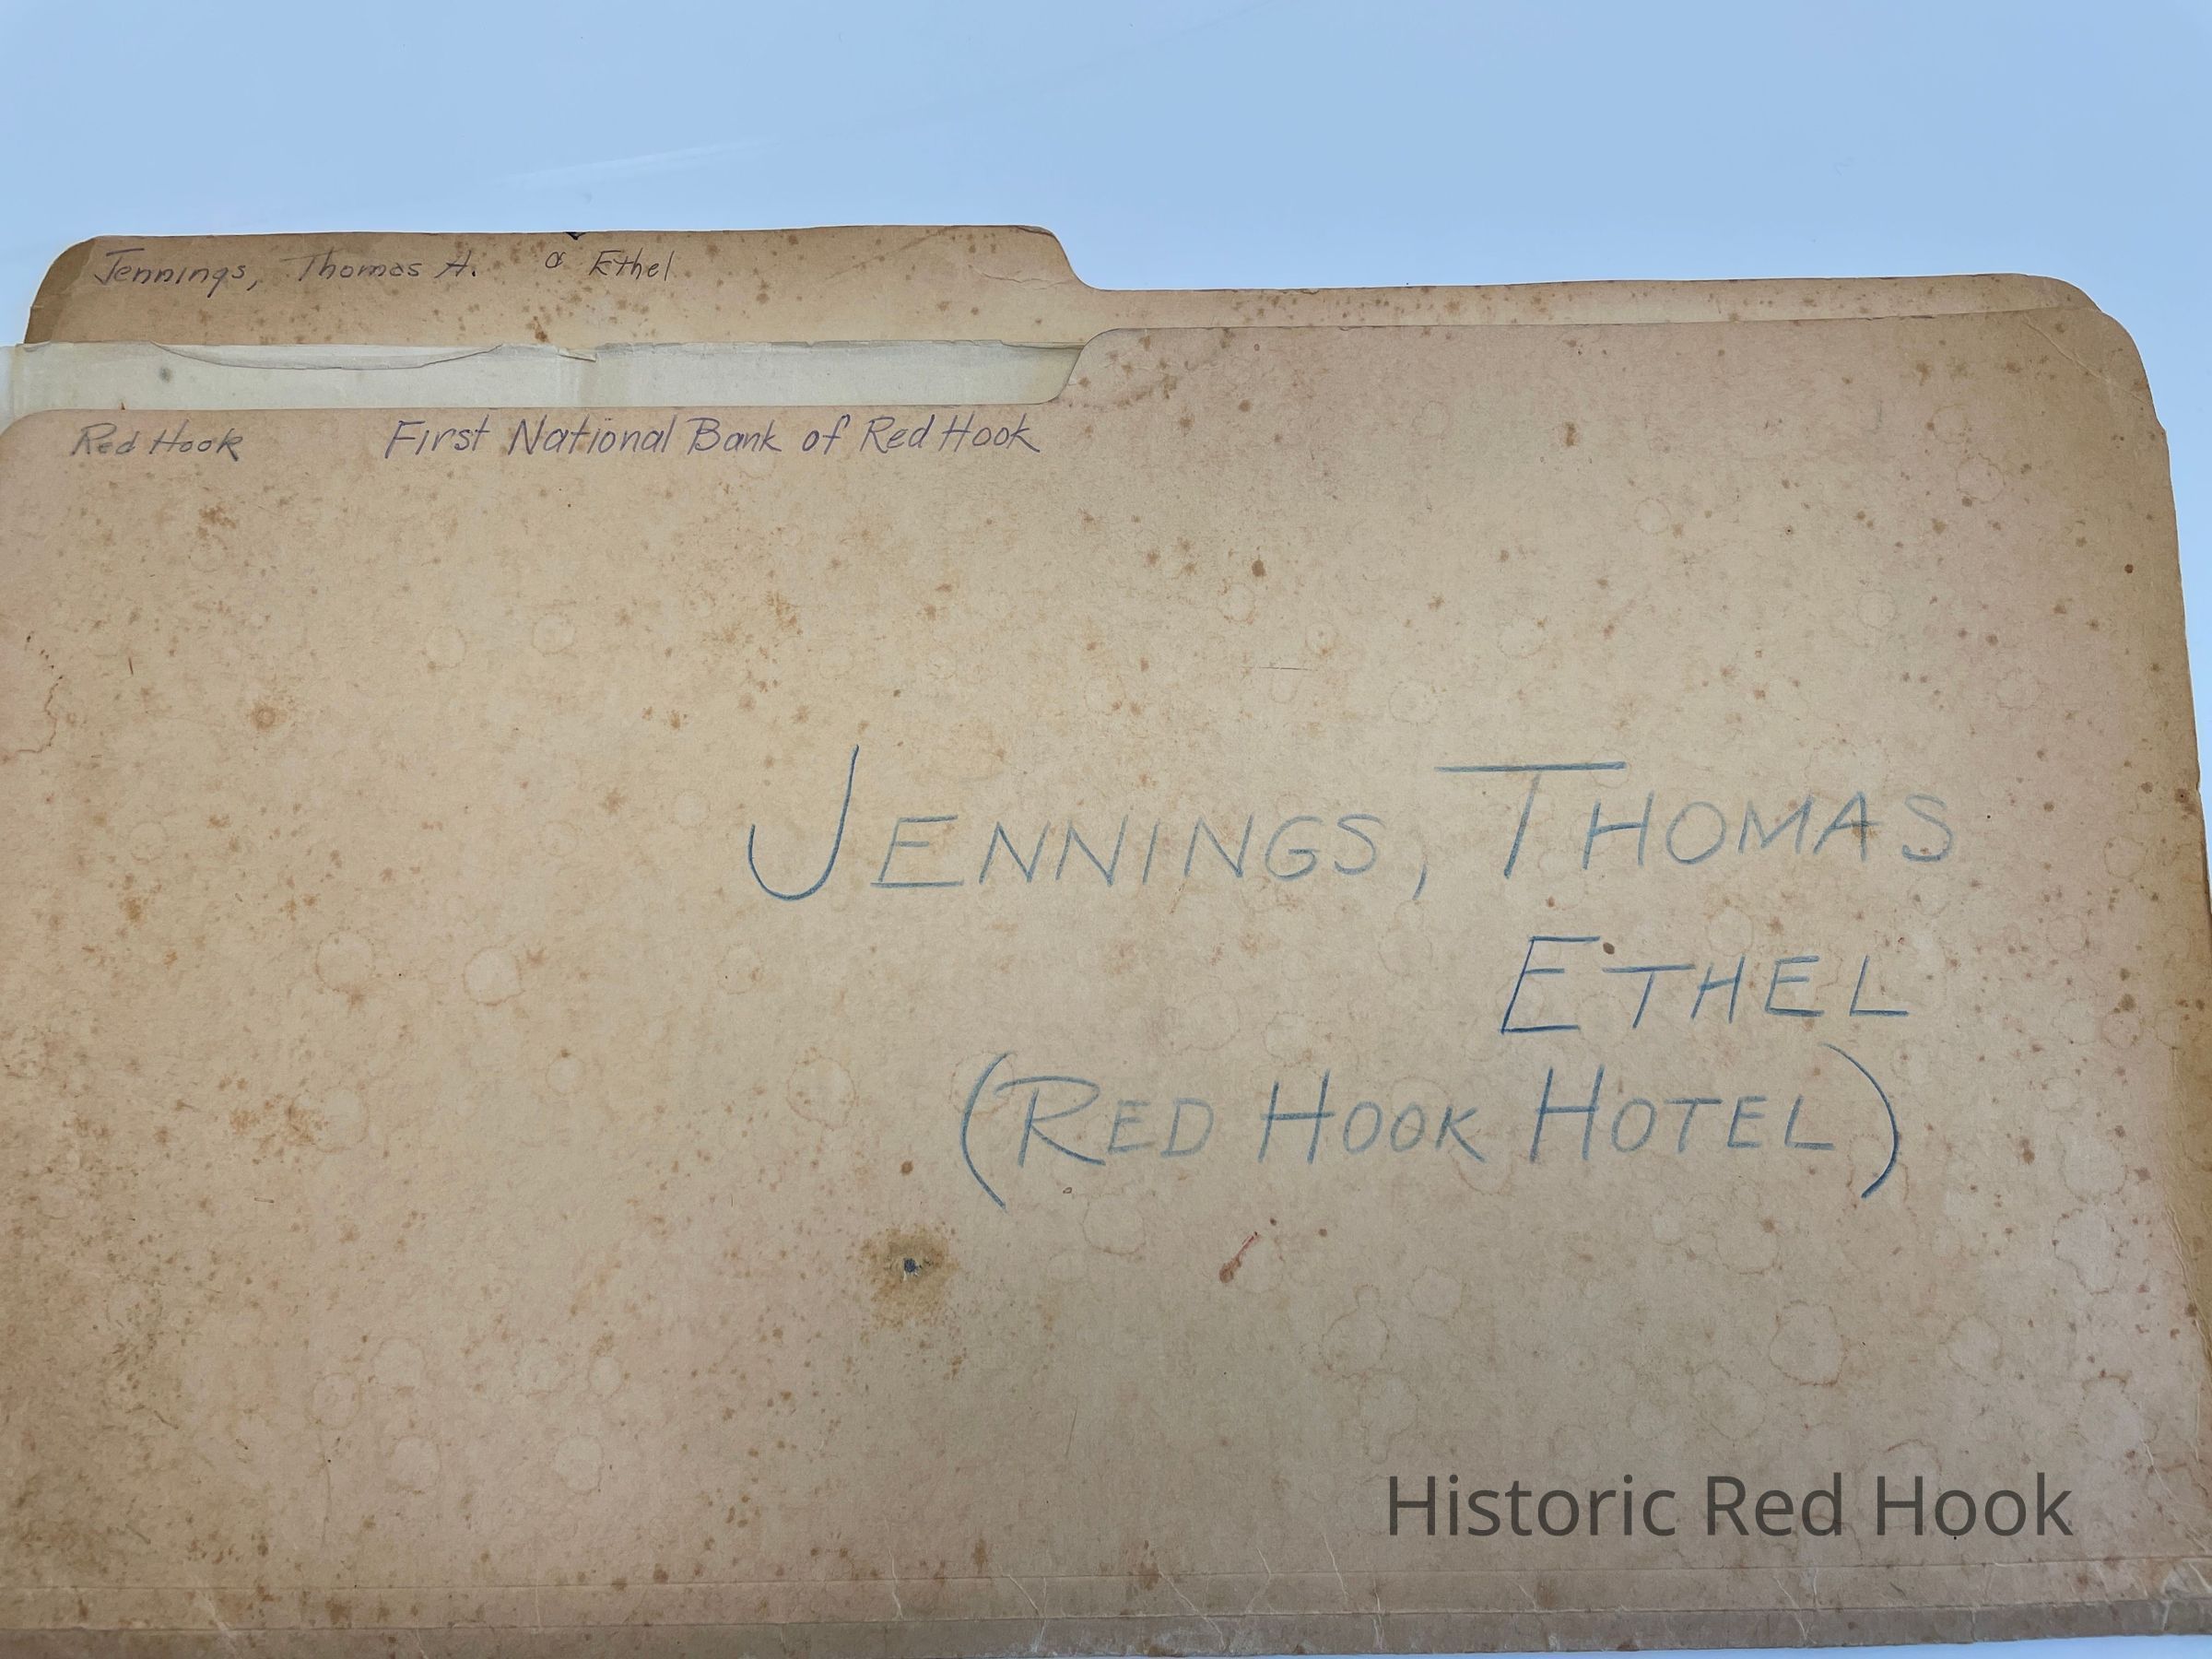 Jennings, Thomas A. & Ethel
Red Hook First National Bank of Red Hook
JENNINGS, THOMAS
ETHEL
(RED HOOK HOTEL)
Historic Red Hook